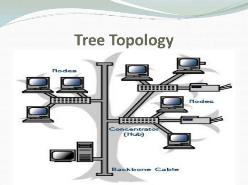 Tree Topology
Nodes
Nodes
Concentrator
(Hub)
Backbone Cable